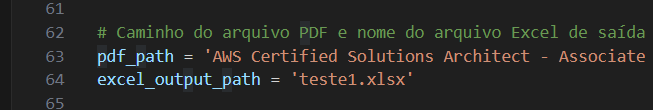 61
62 # Caminho do arquivo PDF e nome do arquivo Excel de saída
63 pdf_path = 'AWS Certified Solutions Architect - Associate
64 excel_output_path = 'teste1.xlsx'
65